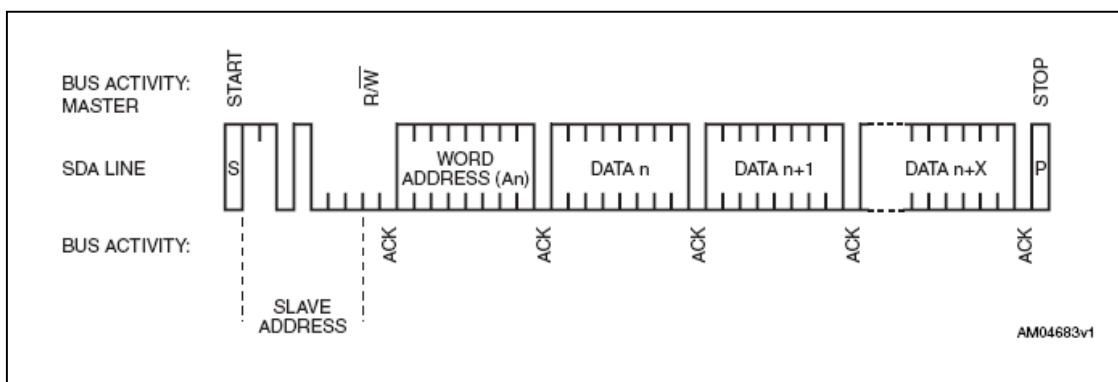 BUS ACTIVITY:
MASTER
START
R/W
STOP
SDA LINE
S
WORD
ADDRESS (An)
DATA n
DATA n+1
DATA n+X
P
BUS ACTIVITY:
ACK
ACK
ACK
ACK
ACK
SLAVE
ADDRESS
AM04683v1